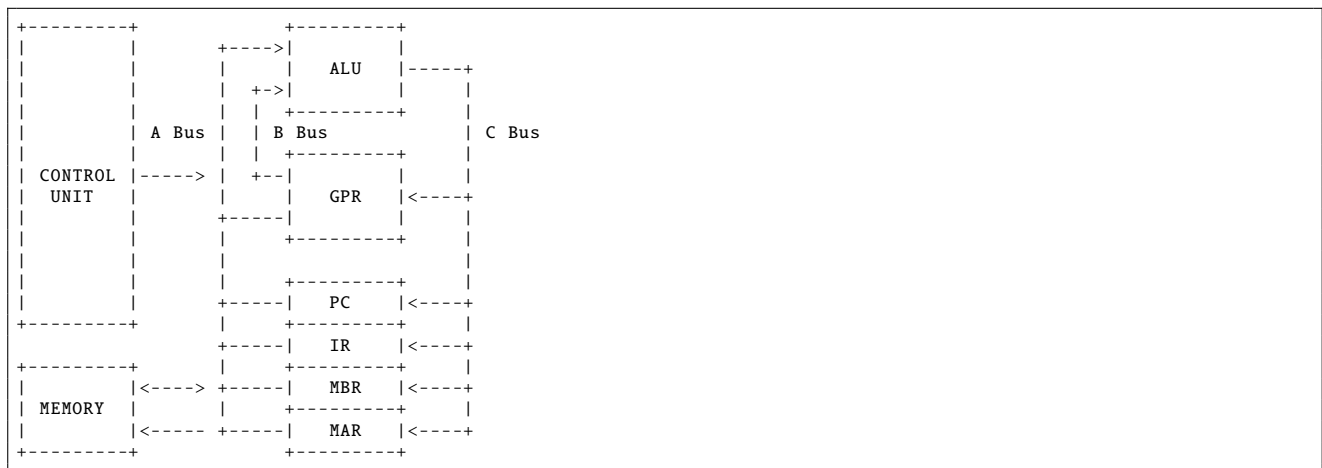 ALU
A Bus B Bus C Bus
CONTROL
UNIT GPR
PC
IR
MBR
MEMORY
MAR